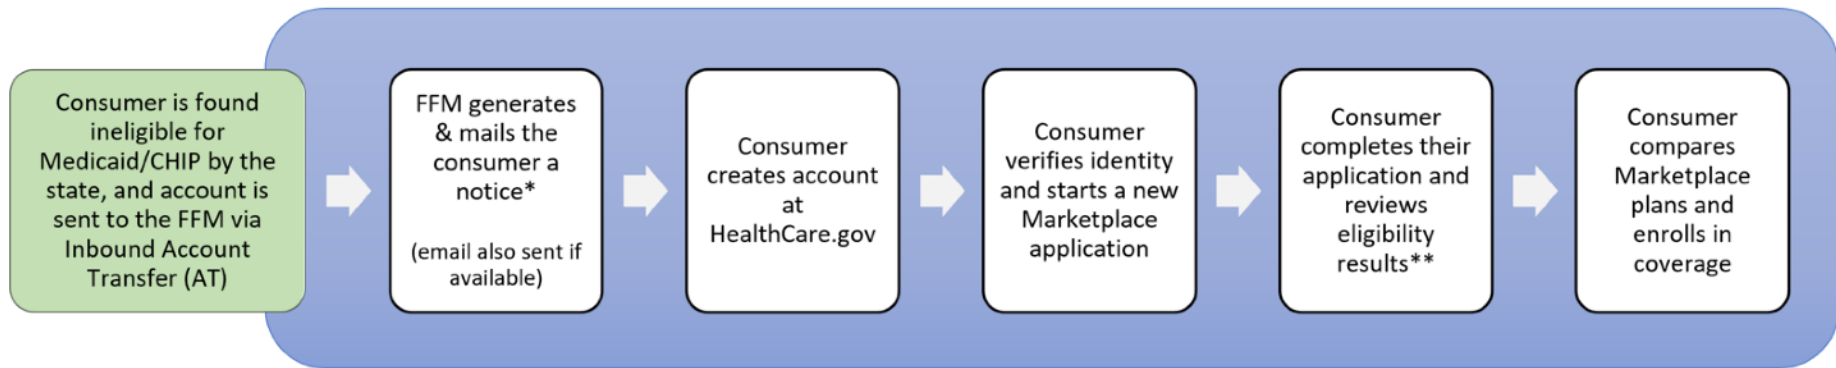 Consumer is found
ineligible for
Medicaid/CHIP by the
state, and account is
sent to the FFM via
Inbound Account
Transfer (AT)
FFM generates
& mails the
consumer a
notice*
(email also sent if
available)
Consumer
creates account
at
HealthCare.gov
Consumer
verifies identity
and starts a new
Marketplace
application
Consumer
completes their
application and
reviews
eligibility
results**
Consumer
compares
Marketplace
plans and
enrolls in
coverage